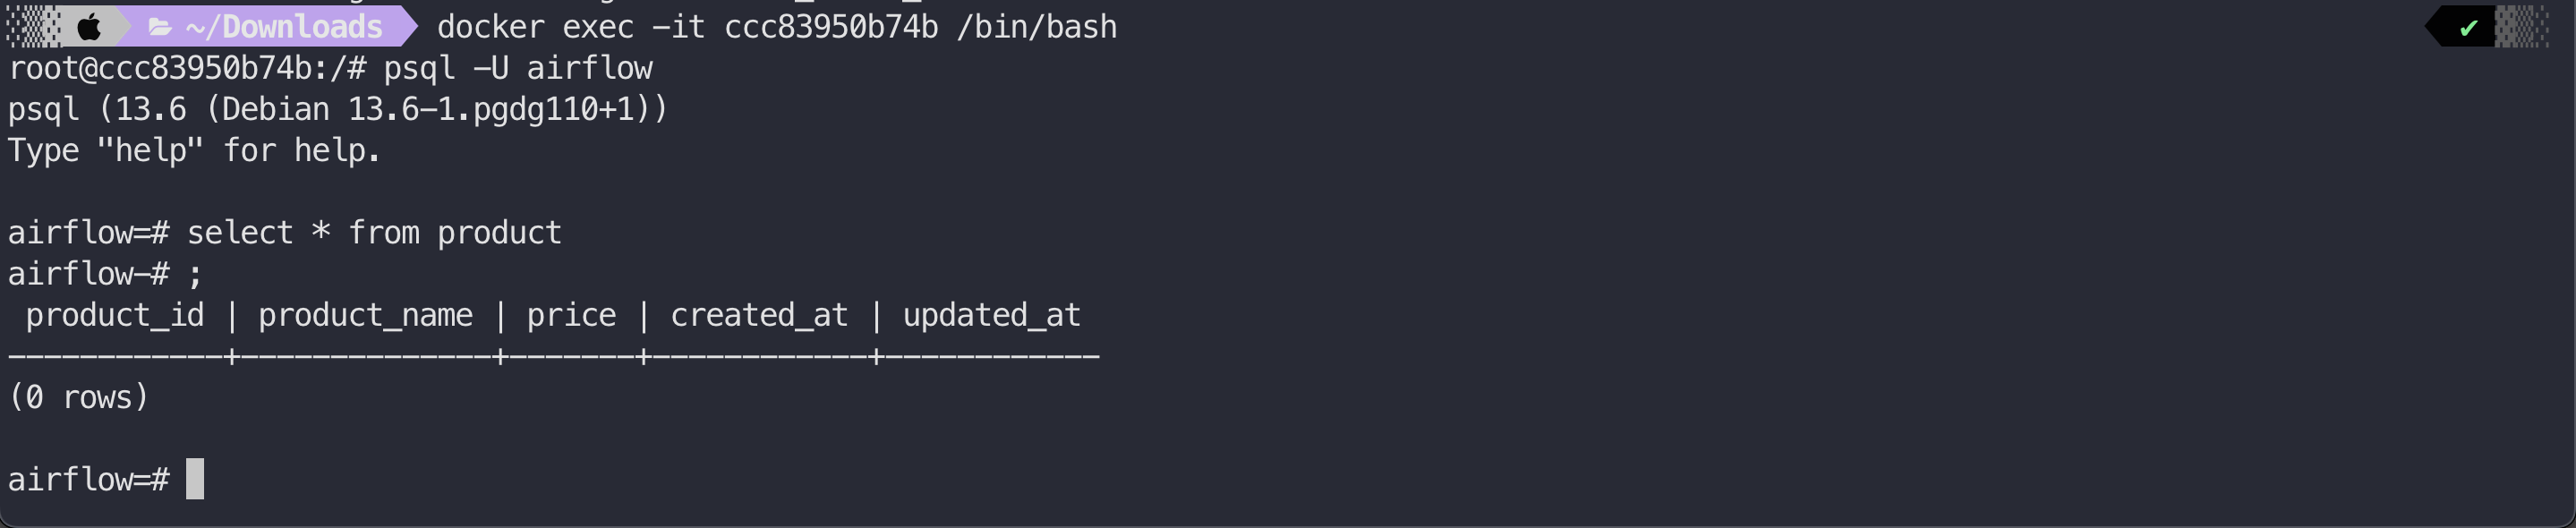 ~/Downloads docker exec -it ccc83950b74b /bin/bash ✔
root@ccc83950b74b:/# psql -U airflow
psql (13.6 (Debian 13.6-1.pgdg110+1))
Type "help" for help.
airflow=# select * from product
airflow-# ;
product_id | product_name | price | created_at | updated_at
------------+--------------+-------+------------+------------
(0 rows)
airflow=#